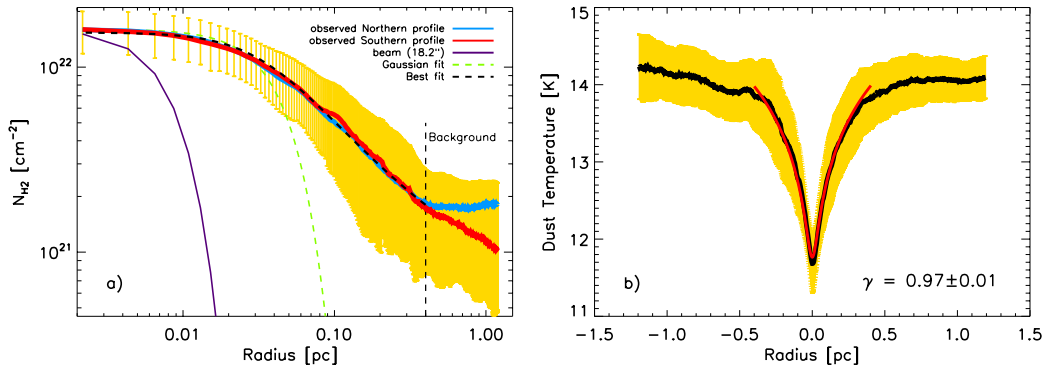 observed Northern profile
observed Southern profile
beam (18.2")
Gaussian fit
Best fit
Background
10²²
10²¹
N_H2 [cm⁻²]
a)
0.01
0.10
1.00
Radius [pc]
15
14
13
12
11
Dust Temperature [K]
b)
γ = 0.97±0.01
−1.5
−1.0
−0.5
0.0
0.5
1.0
1.5
Radius [pc]